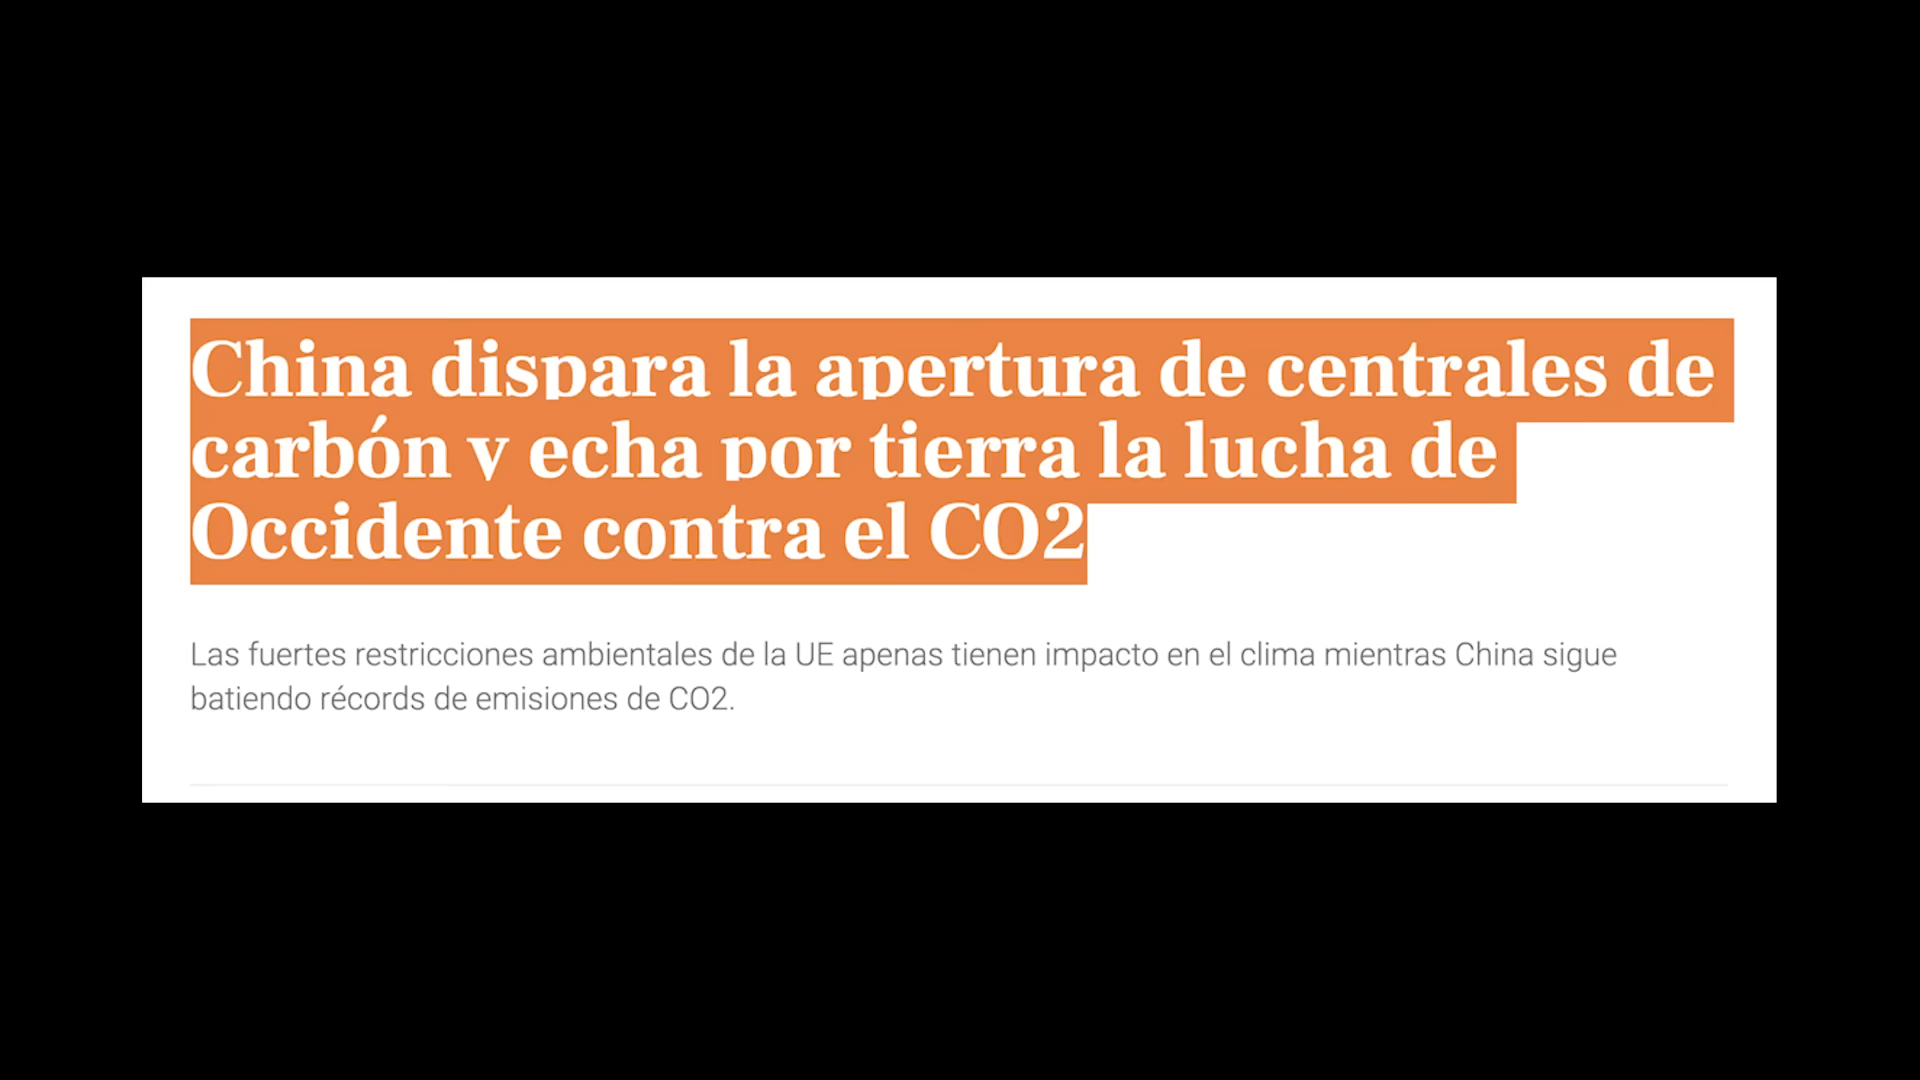 China dispara la apertura de centrales de
carbón y echa por tierra la lucha de
Occidente contra el CO2
Las fuertes restricciones ambientales de la UE apenas tienen impacto en el clima mientras China sigue
batiendo récords de emisiones de CO2.